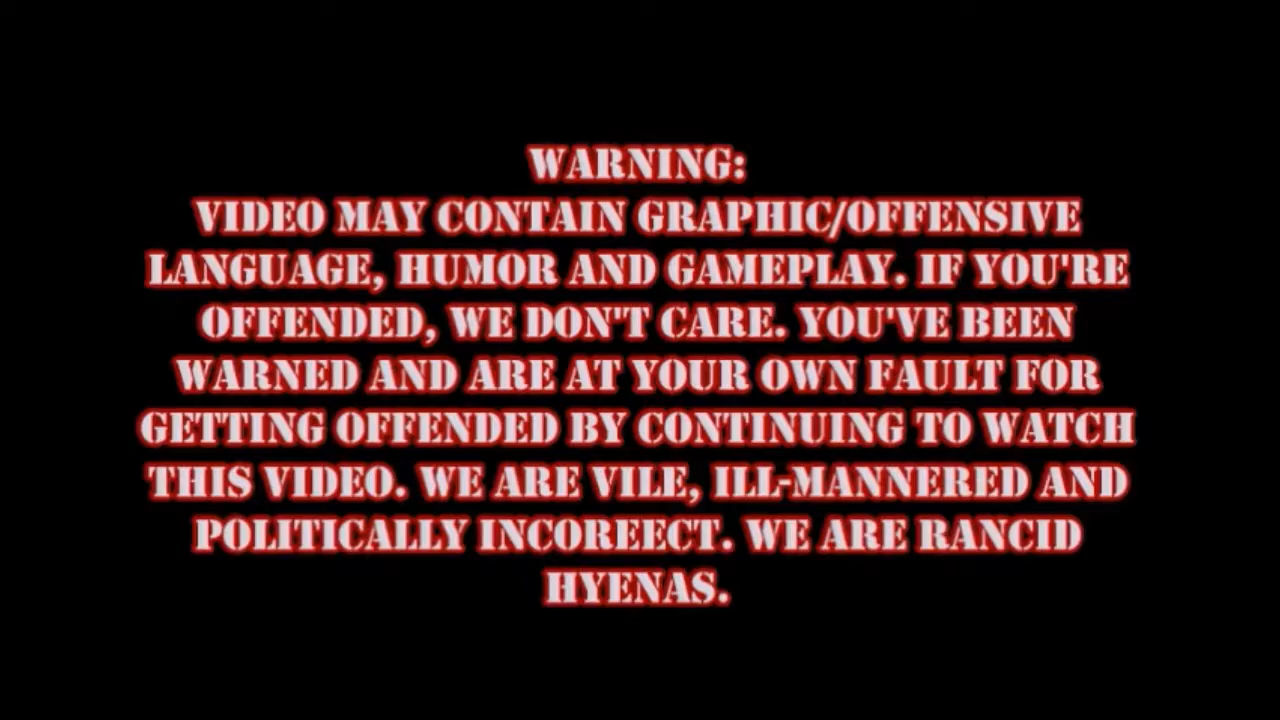 WARNING:
VIDEO MAY CONTAIN GRAPHIC/OFFENSIVE
LANGUAGE, HUMOR AND GAMEPLAY. IF YOU'RE
OFFENDED, WE DON'T CARE. YOU'VE BEEN
WARNED AND ARE AT YOUR OWN FAULT FOR
GETTING OFFENDED BY CONTINUING TO WATCH
THIS VIDEO. WE ARE VILE, ILL-MANNERED AND
POLITICALLY INCOREECT. WE ARE RANCID
HYENAS.